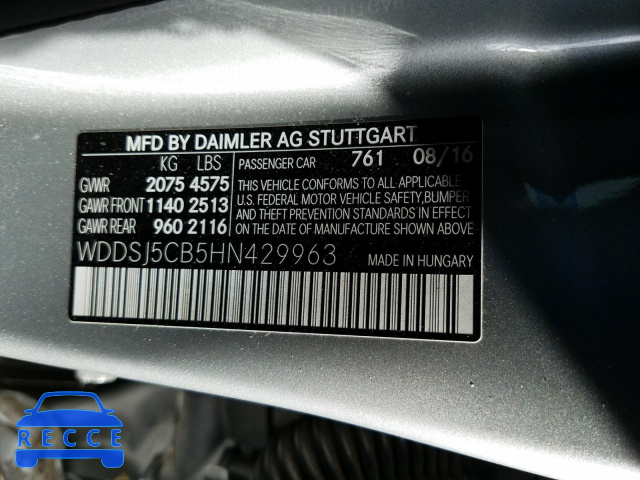 MFD BY DAIMLER AG STUTTGART
KG LBS PASSENGER CAR 761 08/16
GVWR 2075 4575
GAWR FRONT 1140 2513
GAWR REAR 960 2116
THIS VEHICLE CONFORMS TO ALL APPLICABLE
U.S. FEDERAL MOTOR VEHICLE SAFETY, BUMPER
AND THEFT PREVENTION STANDARDS IN
EFFECT ON THE DATE OF MANUFACTURE
SHOWN ABOVE.
WDDSJ5CB5HN429963 MADE IN HUNGARY
RECCE